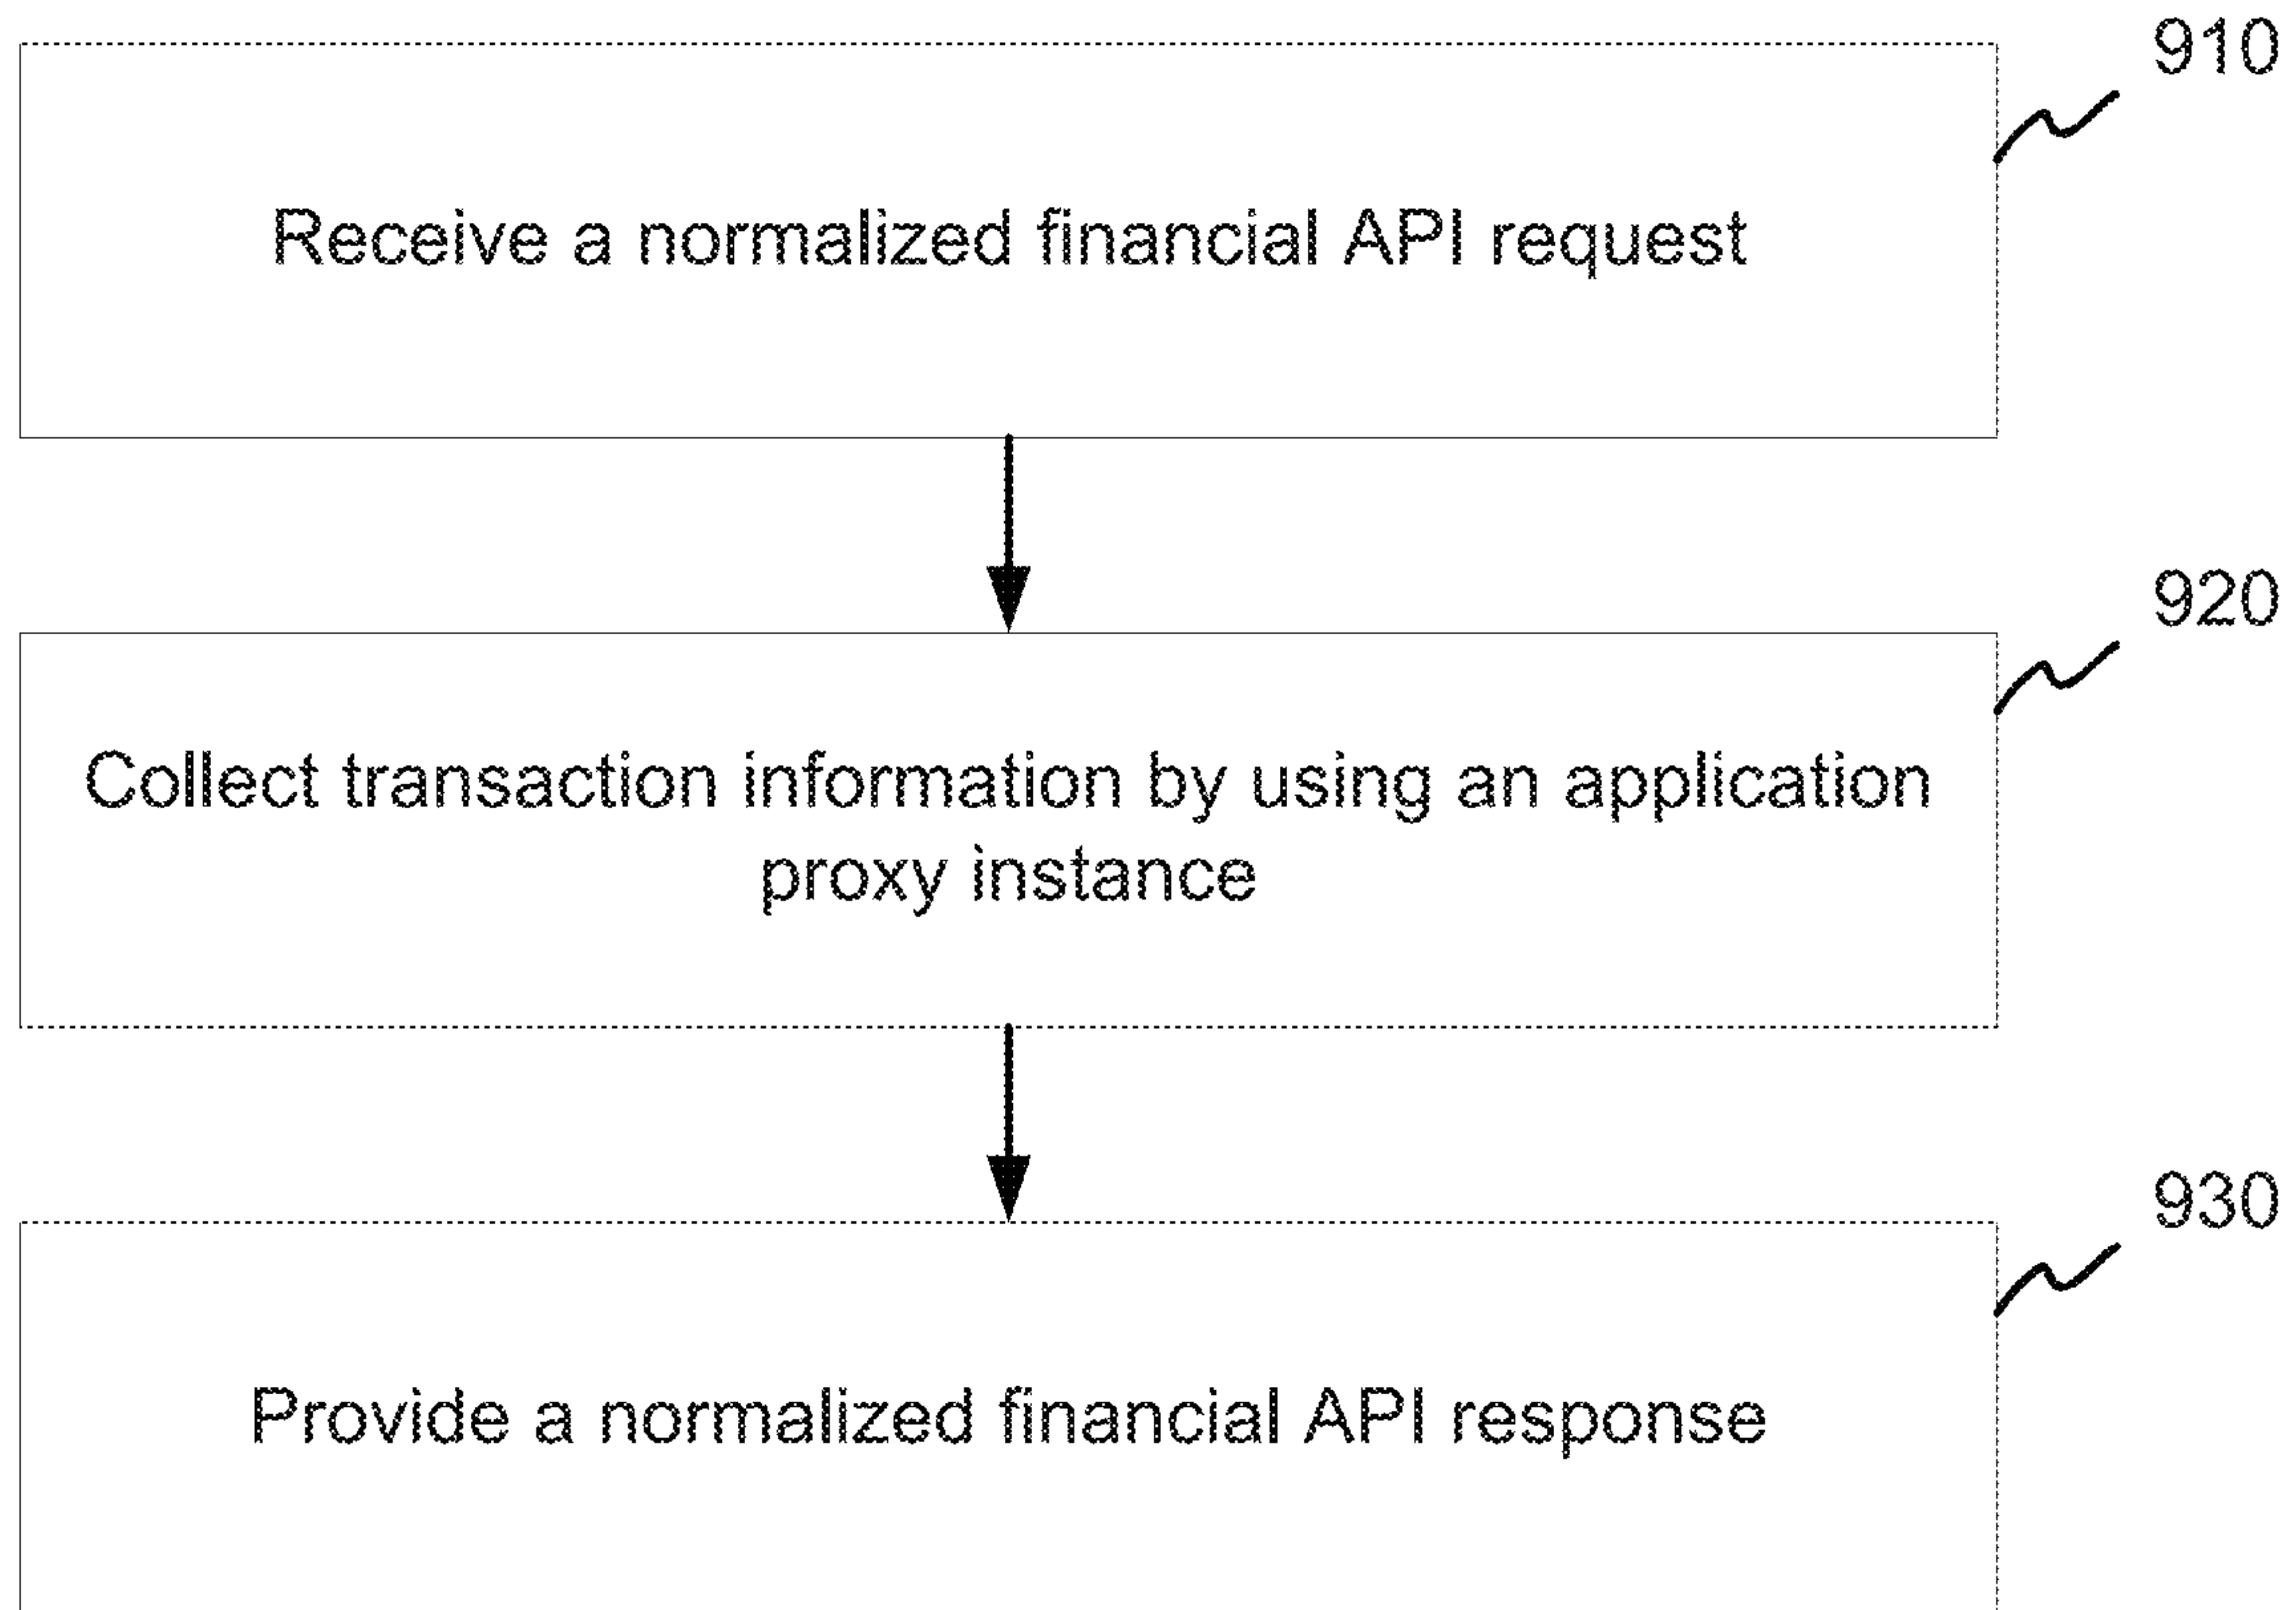 910
Receive a normalized financial API request
920
Collect transaction information by using an application
proxy instance
930
Provide a normalized financial API response